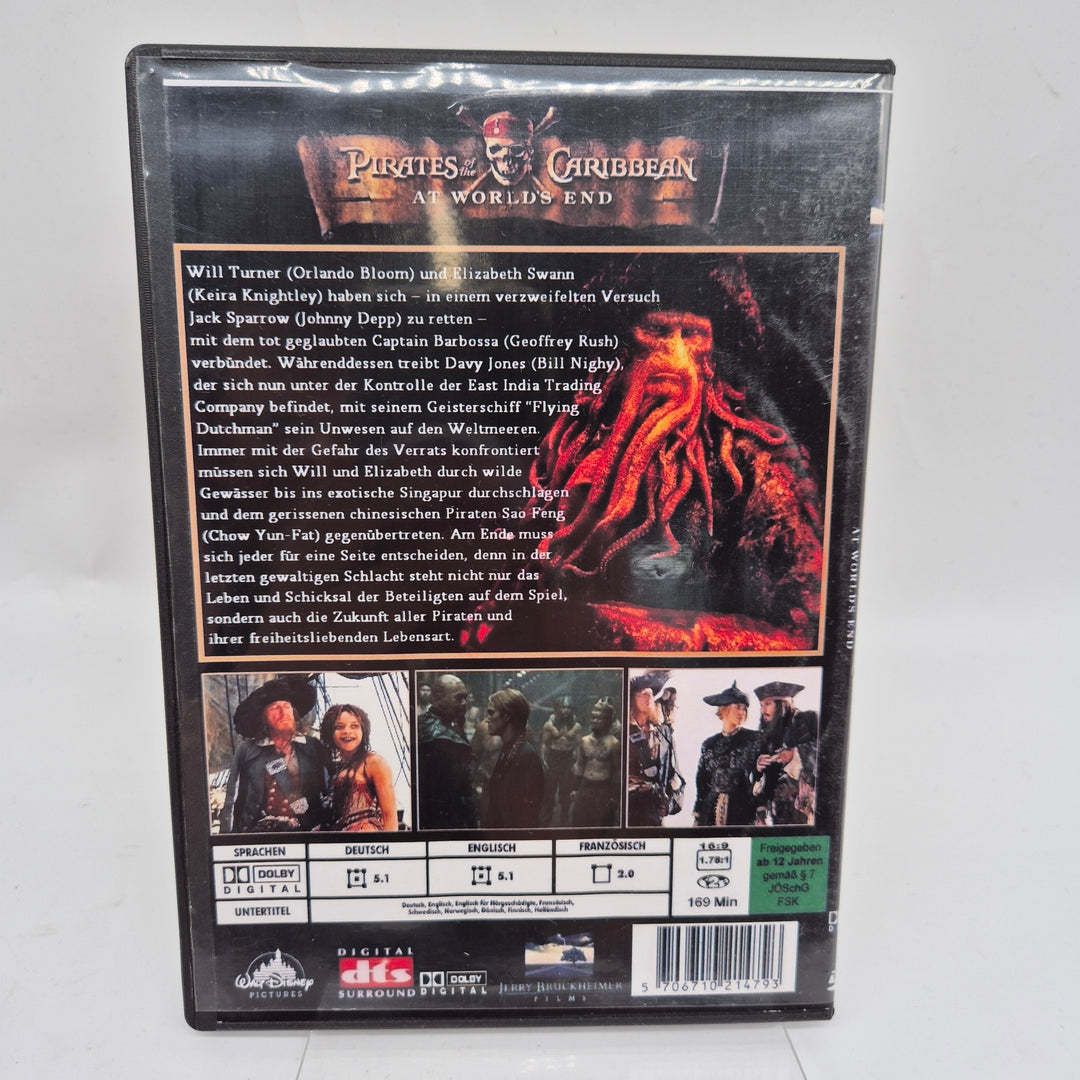 PIRATES of the CARIBBEAN
AT WORLD'S END
Will Turner (Orlando Bloom) und Elizabeth Swann
(Keira Knightley) haben sich – in einem verzweifelten Versuch
Jack Sparrow (Johnny Depp) zu retten –
mit dem tot geglaubten Captain Barbossa (Geoffrey Rush)
verbündet. Währenddessen treibt Davy Jones (Bill Nighy),
der sich nun unter der Kontrolle der East India Trading
Company befindet, mit seinem Geisterschiff "Flying
Dutchman" sein Unwesen auf den Weltmeeren.
Immer mit der Gefahr des Verrats konfrontiert
müssen sich Will und Elizabeth durch wilde
Gewässer bis ins exotische Singapur durchschlagen
und dem gerissenen chinesischen Piraten Sao Feng
(Chow Yun-Fat) gegenübertreten. Am Ende muss
sich jeder für eine Seite entscheiden, denn in der
letzten gewaltigen Schlacht steht nicht nur das
Leben und Schicksal der Beteiligten auf dem Spiel,
sondern auch die Zukunft aller Piraten und
ihrer freiheitsliebenden Lebensart.
AT WORLD'S END
SPRACHEN DEUTSCH ENGLISCH FRANZÖSISCH
DOLBY DIGITAL 5.1 5.1 2.0
UNTERTITEL
Deutsch, Englisch, Englisch für Hörgeschädigte, Französisch,
Schwedisch, Norwegisch, Dänisch, Finnisch, Holländisch
16:9
1.78:1
2
169 Min
Freigegeben
ab 12 Jahren
gemäß § 7
JÖSchG
FSK
WALT DISNEY
PICTURES
DIGITAL
dts
SURROUND
DOLBY
DIGITAL
JERRY BRUCKHEIMER
FILMS
5 706710 214793